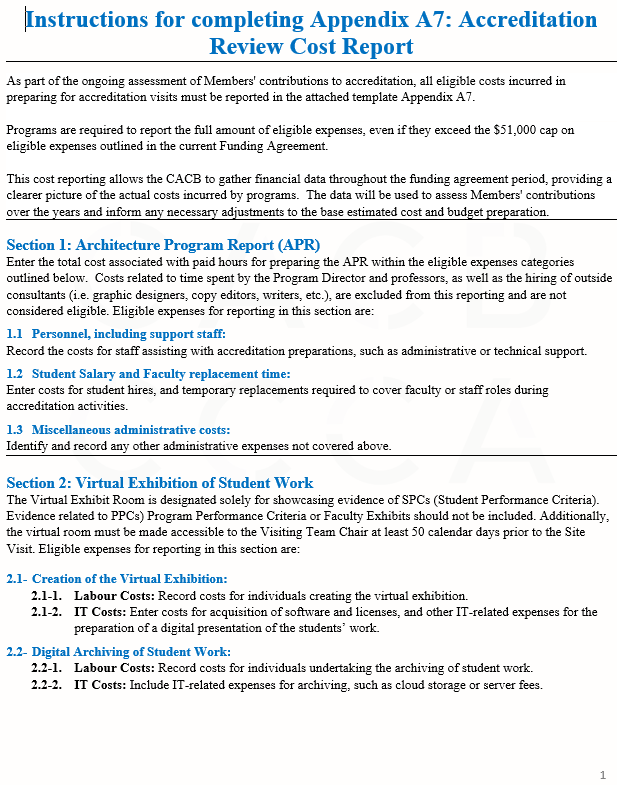 Instructions for completing Appendix A7: Accreditation
Review Cost Report
As part of the ongoing assessment of Members' contributions to accreditation, all eligible costs incurred in
preparing for accreditation visits must be reported in the attached template Appendix A7.
Programs are required to report the full amount of eligible expenses, even if they exceed the $51,000 cap on
eligible expenses outlined in the current Funding Agreement.
This cost reporting allows the CACB to gather financial data throughout the funding agreement period, providing a
clearer picture of the actual costs incurred by programs. The data will be used to assess Members' contributions
over the years and inform any necessary adjustments to the base estimated cost and budget preparation.
Section 1: Architecture Program Report (APR)
Enter the total cost associated with paid hours for preparing the APR within the eligible expenses categories
outlined below. Costs related to time spent by the Program Director and professors, as well as the hiring of outside
consultants (i.e. graphic designers, copy editors, writers, etc.), are excluded from this reporting and are not
considered eligible. Eligible expenses for reporting in this section are:
1.1 Personnel, including support staff:
Record the costs for staff assisting with accreditation preparations, such as administrative or technical support.
1.2 Student Salary and Faculty replacement time:
Enter costs for student hires, and temporary replacements required to cover faculty or staff roles during
accreditation activities.
1.3 Miscellaneous administrative costs:
Identify and record any other administrative expenses not covered above.
Section 2: Virtual Exhibition of Student Work
The Virtual Exhibit Room is designated solely for showcasing evidence of SPCs (Student Performance Criteria).
Evidence related to PPCs) Program Performance Criteria or Faculty Exhibits should not be included. Additionally,
the virtual room must be made accessible to the Visiting Team Chair at least 50 calendar days prior to the Site
Visit. Eligible expenses for reporting in this section are:
2.1- Creation of the Virtual Exhibition:
2.1-1. Labour Costs: Record costs for individuals creating the virtual exhibition.
2.1-2. IT Costs: Enter costs for acquisition of software and licenses, and other IT-related expenses for the
preparation of a digital presentation of the students’ work.
2.2- Digital Archiving of Student Work:
2.2-1. Labour Costs: Record costs for individuals undertaking the archiving of student work.
2.2-2. IT Costs: Include IT-related expenses for archiving, such as cloud storage or server fees.
1